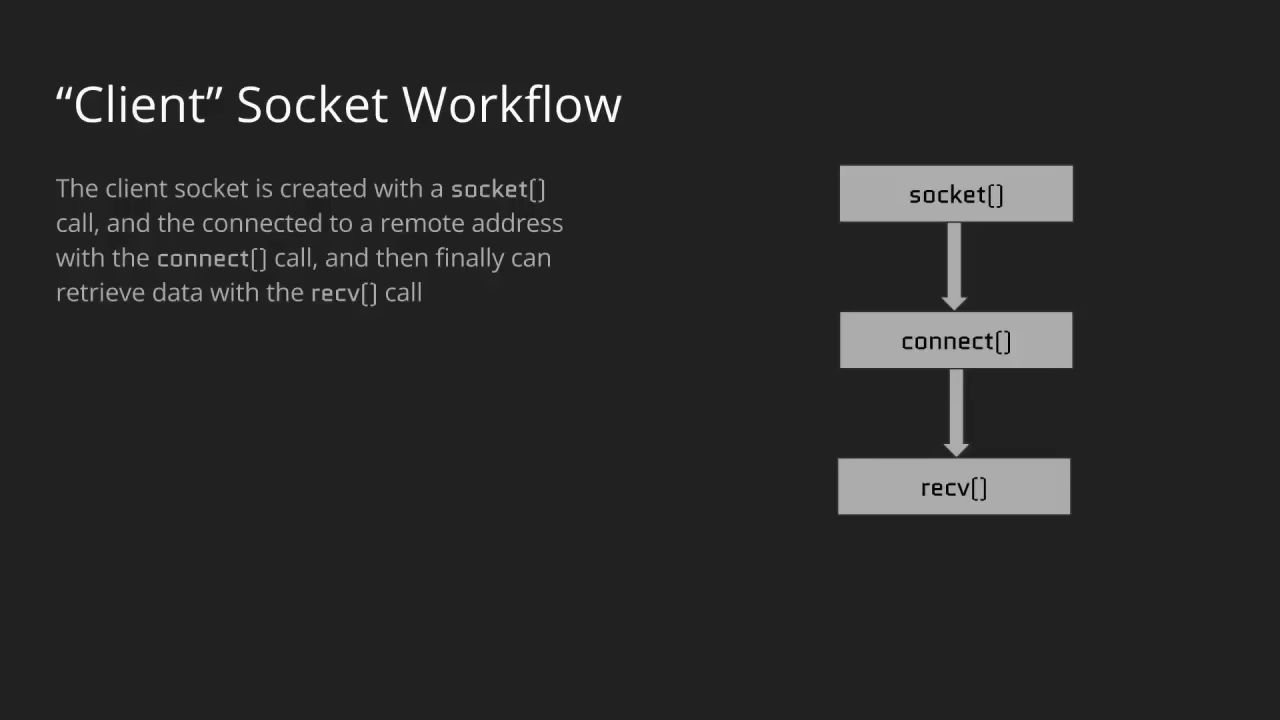 “Client” Socket Workflow
The client socket is created with a socket()
call, and the connected to a remote address
with the connect() call, and then finally can
retrieve data with the recv() call
socket()
connect()
recv()